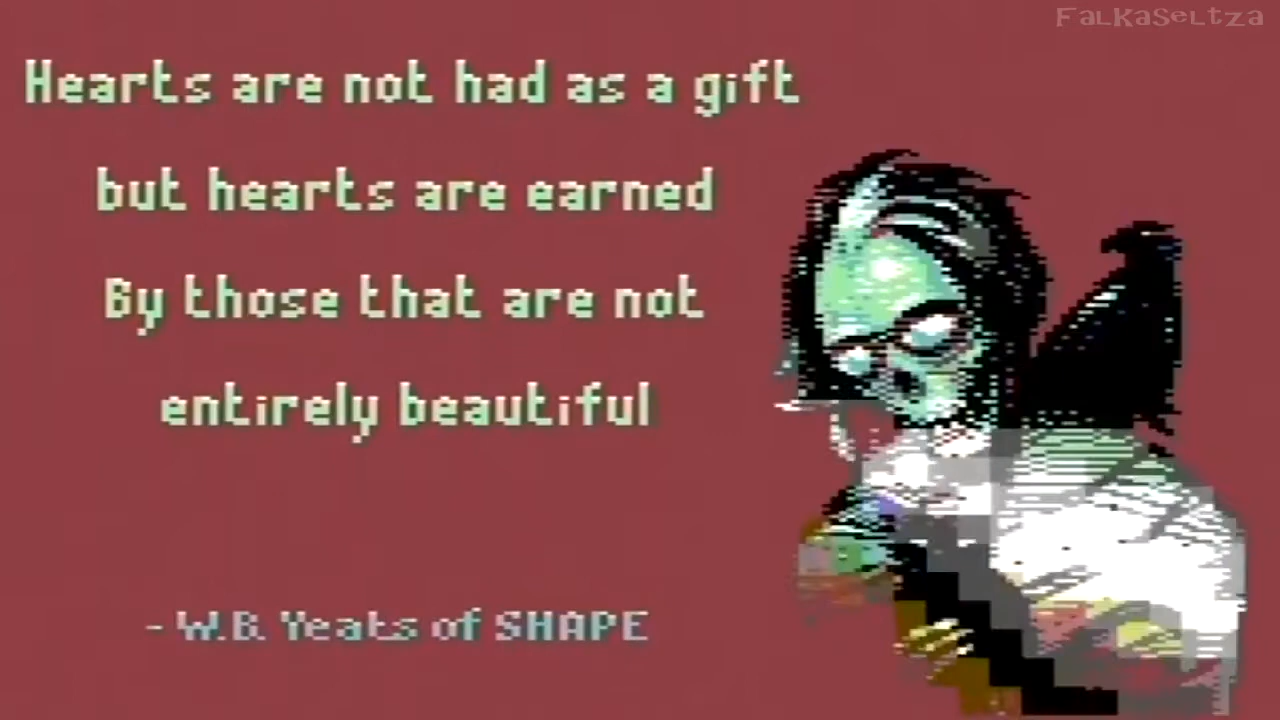 FalkaSeltza
Hearts are not had as a gift
but hearts are earned
By those that are not
entirely beautiful
- W.B. Yeats of SHAPE